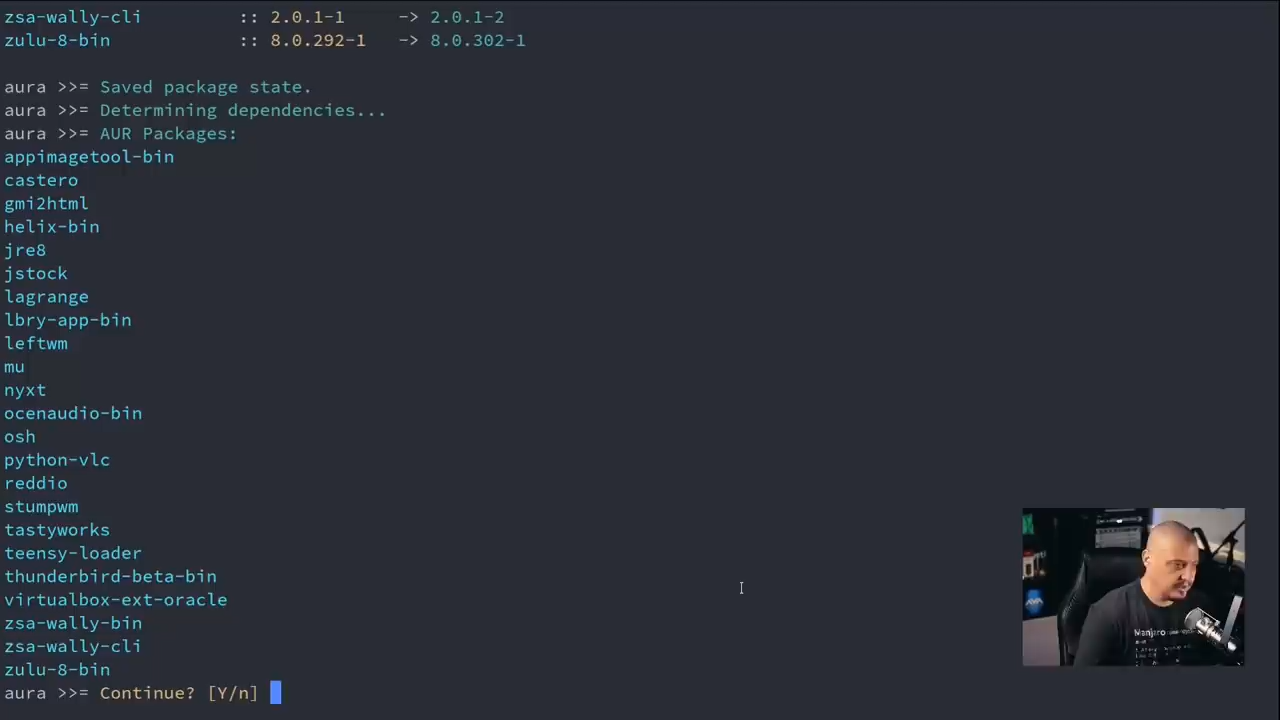 zsa-wally-cli :: 2.0.1-1 -> 2.0.1-2
zulu-8-bin :: 8.0.292-1 -> 8.0.302-1
aura >>= Saved package state.
aura >>= Determining dependencies...
aura >>= AUR Packages:
appimagetool-bin
castero
gmi2html
helix-bin
jre8
jstock
lagrange
lbry-app-bin
leftwm
mu
nyxt
ocenaudio-bin
osh
python-vlc
reddio
stumpwm
tastyworks
teensy-loader
thunderbird-beta-bin
virtualbox-ext-oracle
zsa-wally-bin
zsa-wally-cli
zulu-8-bin
aura >>= Continue? [Y/n]
Manjaro